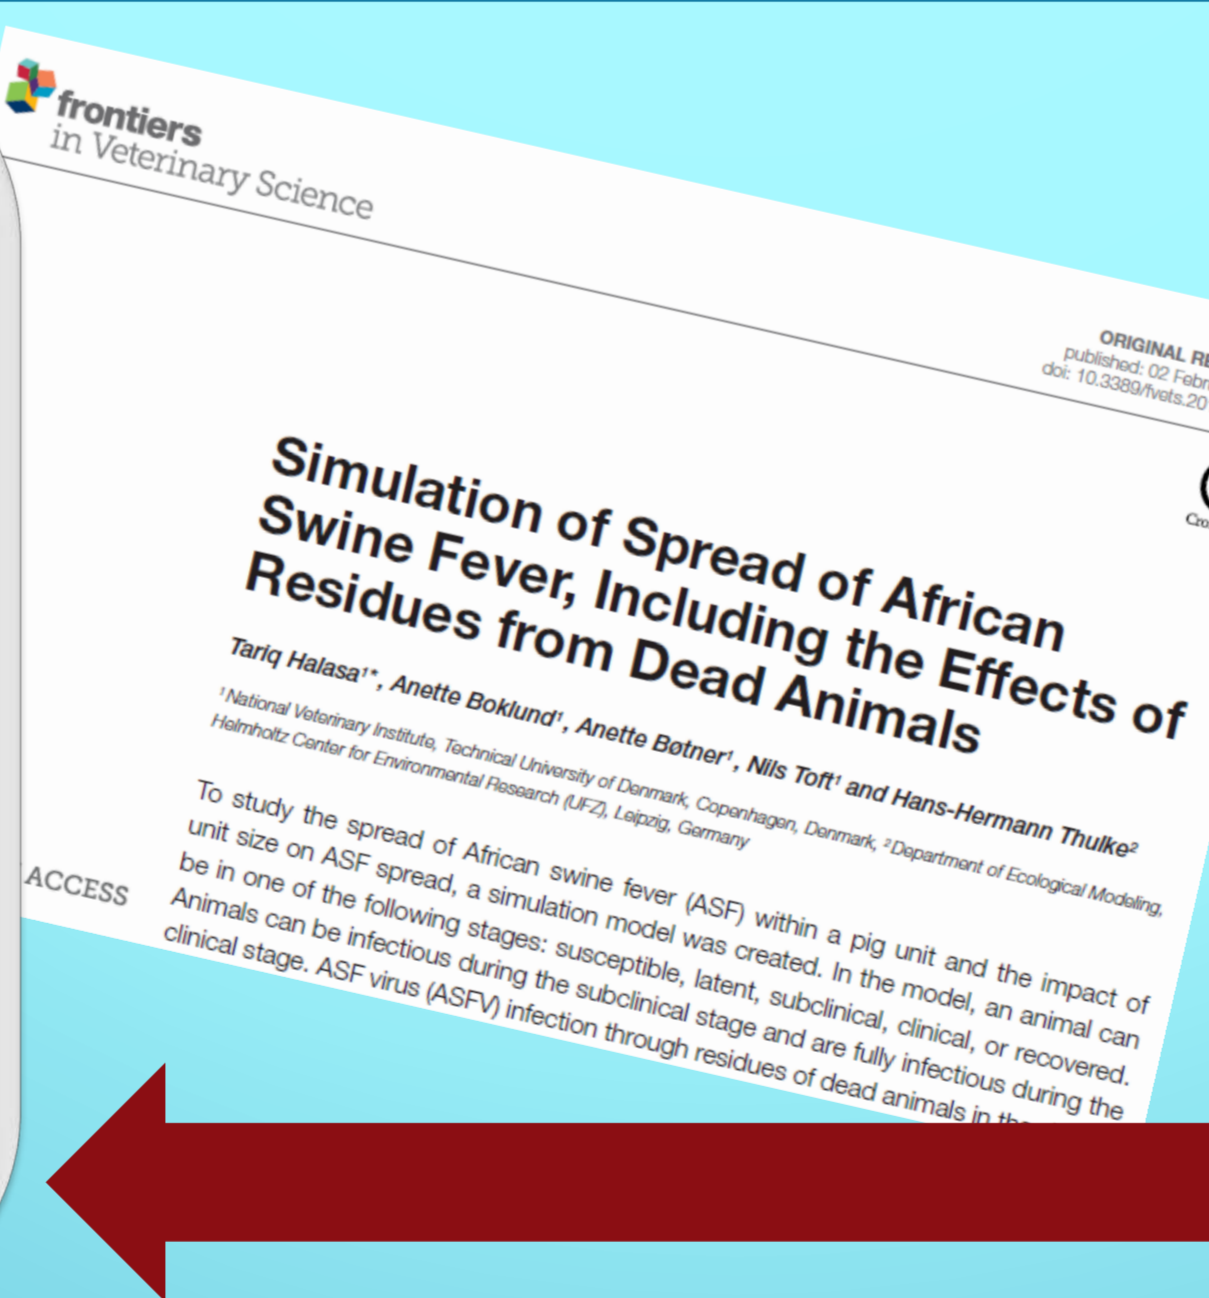 frontiers
in Veterinary Science
ORIGINAL
published: 02
doi: 10.3389/fvets.20
Simulation of Spread of African
Swine Fever, Including the Effects of
Residues from Dead Animals
Tariq Halasa¹*, Anette Boklund¹, Anette Bøtner¹, Nils Toft¹ and Hans-Hermann Thulke²
¹ National Veterinary Institute, Technical University of Denmark, Copenhagen, Denmark, ² Department of Ecological Modeling,
Helmholtz Center for Environmental Research (UFZ), Leipzig, Germany
To study the spread of African swine fever (ASF) within a pig unit and the impact of
unit size on ASF spread, a simulation model was created. In the model, an animal can
be in one of the following stages: susceptible, latent, subclinical, clinical, or recovered.
Animals can be infectious during the subclinical stage and are fully infectious during the
clinical stage. ASF virus (ASFV) infection through residues of dead animals in
ACCESS